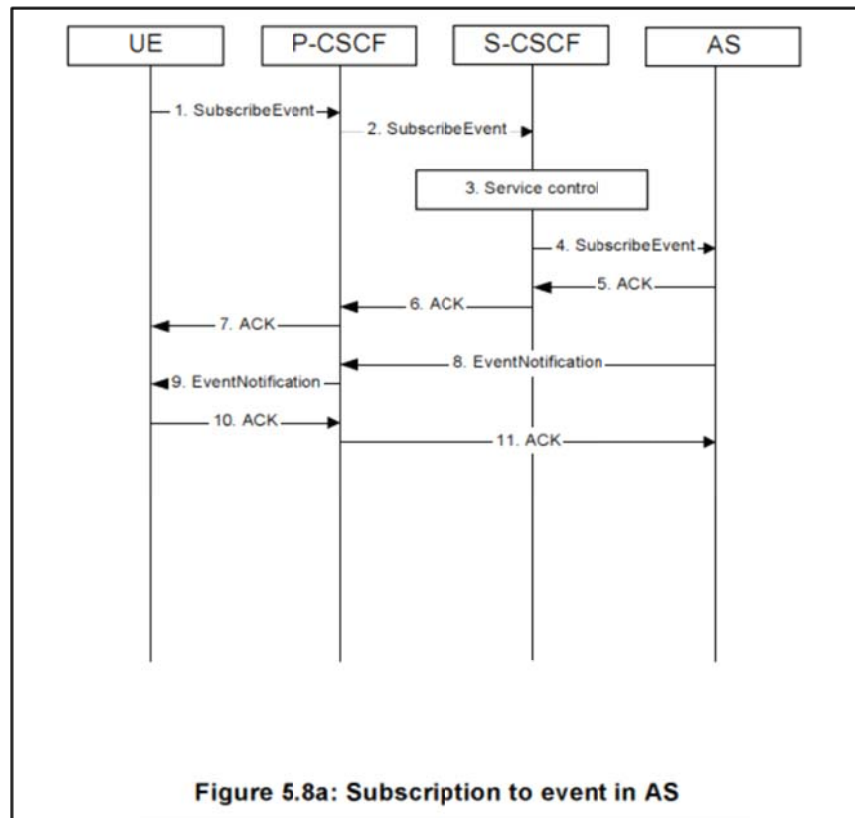 UE P-CSCF S-CSCF AS
1. SubscribeEvent
2. SubscribeEvent
3. Service control
4. SubscribeEvent
5. ACK
6. ACK
7. ACK
8. EventNotification
9. EventNotification
10. ACK
11. ACK
Figure 5.8a: Subscription to event in AS